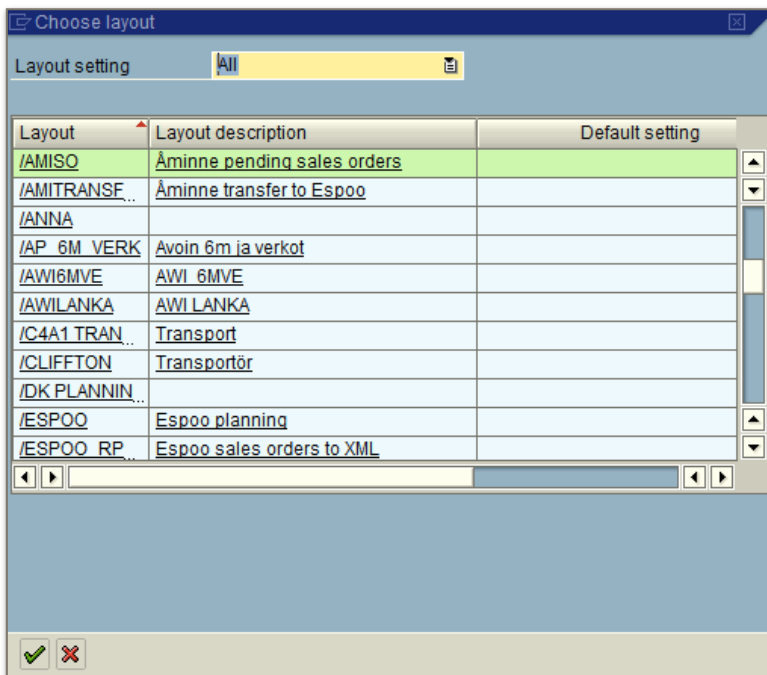 Choose layout
Layout setting All
Layout Layout description Default setting
/AMISO Åminne pending sales orders
/AMITRANSF... Åminne transfer to Espoo
/ANNA
/AP_6M_VERK Avoin 6m ja verkot
/AWI6MVE AWI_6MVE
/AWILANKA AWI LANKA
/C4A1 TRAN... Transport
/CLIFFTON Transportör
/DK PLANNIN...
/ESPOO Espoo planning
/ESPOO_RP... Espoo sales orders to XML